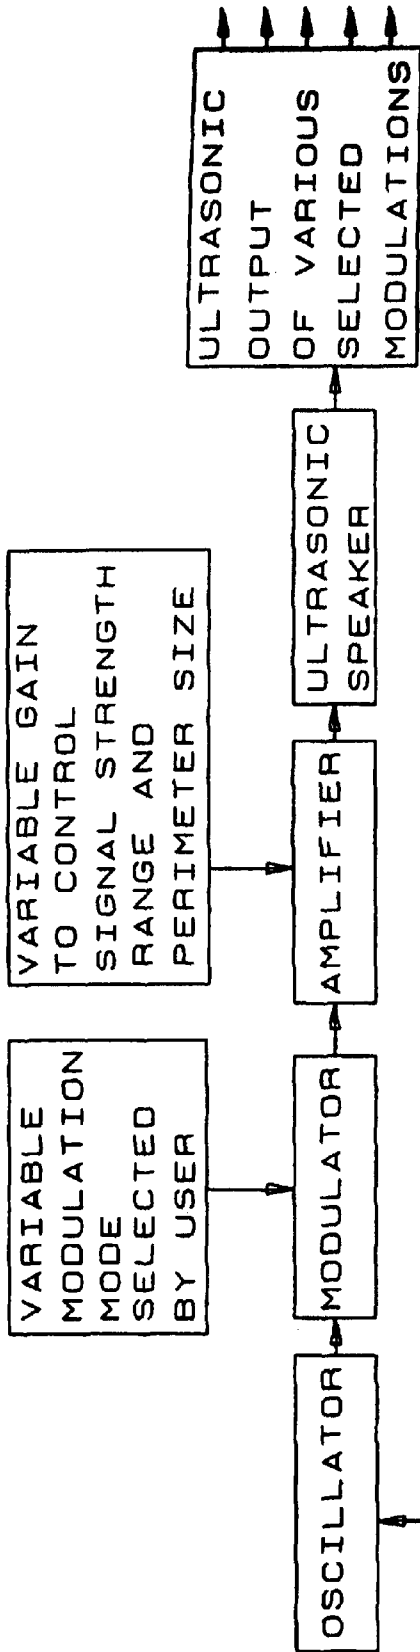 VARIABLE
MODULATION
MODE
SELECTED
BY USER
VARIABLE GAIN
TO CONTROL
SIGNAL STRENGTH
RANGE AND
PERIMETER SIZE
OSCILLATOR
MODULATOR
AMPLIFIER
ULTRASONIC
SPEAKER
ULTRASONIC
OUTPUT
OF VARIOUS
SELECTED
MODULATIONS